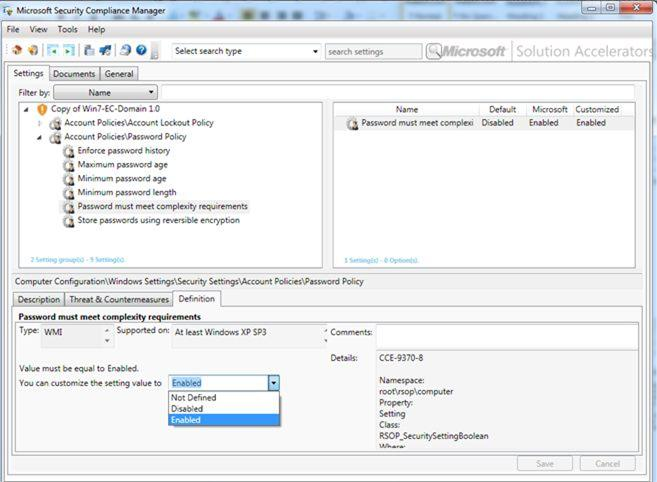 Microsoft Security Compliance Manager
File View Tools Help
Select search type
search settings
Microsoft Solution Accelerators
Settings Documents General
Filter by: Name
Copy of Win7-EC-Domain 1.0
Account Policies\Account Lockout Policy
Account Policies\Password Policy
Enforce password history
Maximum password age
Minimum password age
Minimum password length
Password must meet complexity requirements
Store passwords using reversible encryption
2 Setting group(s) - 9 Setting(s).
Name Default Microsoft Customized
Password must meet complexi Disabled Enabled Enabled
1 Setting(s) - 0 Option(s).
Computer Configuration\Windows Settings\Security Settings\Account Policies\Password Policy
Description Threat & Countermeasures Definition
Password must meet complexity requirements
Type: WMI Supported on: At least Windows XP SP3 Comments:
Value must be equal to Enabled.
You can customize the setting value to Enabled
Not Defined
Disabled
Enabled
Details: CCE-9370-8
Namespace:
root\rsop\computer
Property:
Setting
Class:
RSOP_SecuritySettingBoolean
Where:
Save Cancel